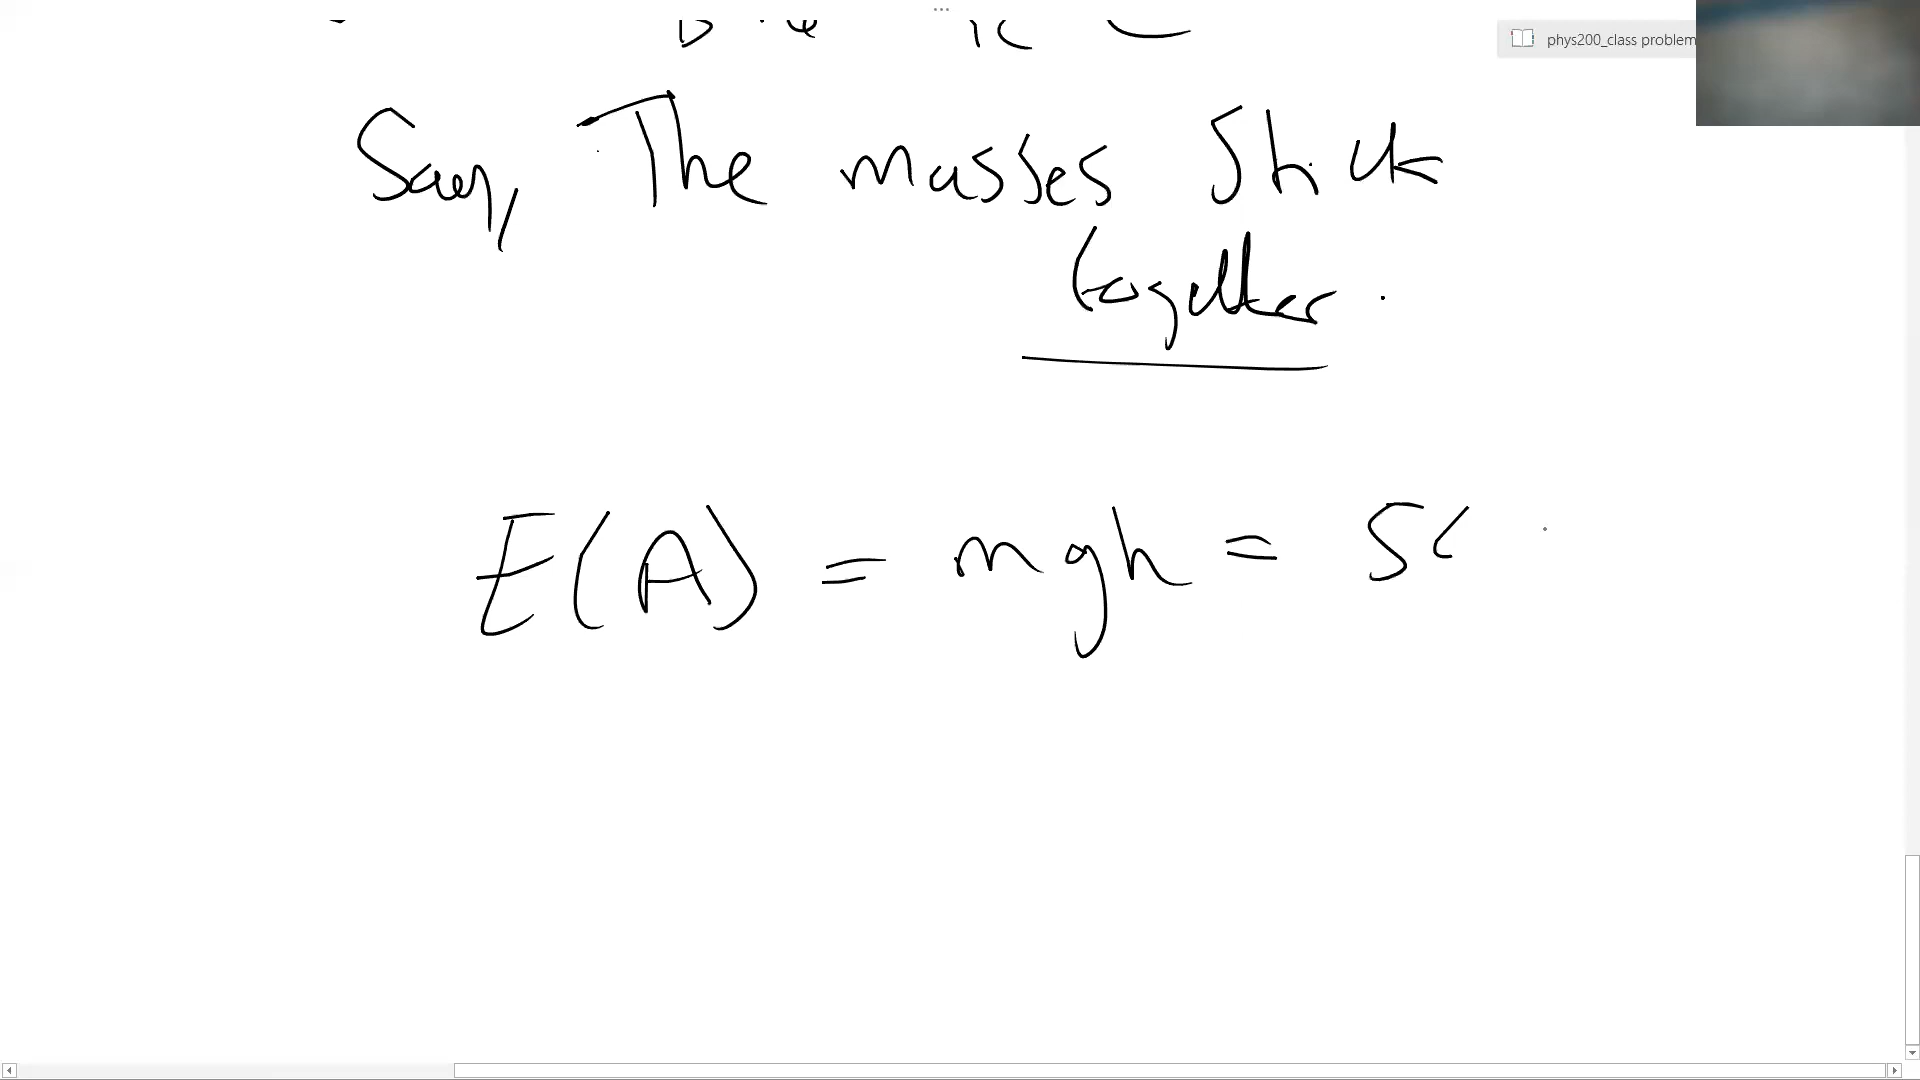 phys200_class problem
Say, The masses stick
together.
E(A) = mgh = 5(